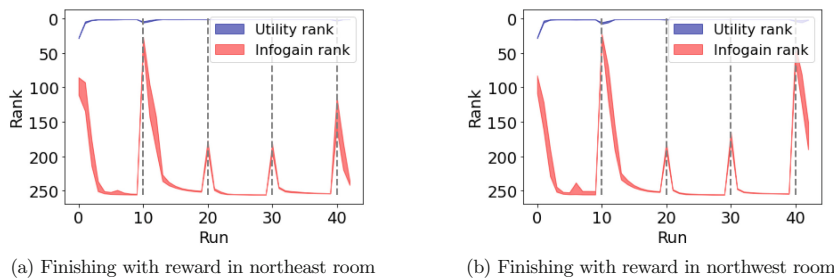 0
50
100
150
200
250
Rank
Utility rank
Infogain rank
0
10
20
30
40
Run
(a) Finishing with reward in northeast room
0
50
100
150
200
250
Rank
Utility rank
Infogain rank
0
10
20
30
40
Run
(b) Finishing with reward in northwest room